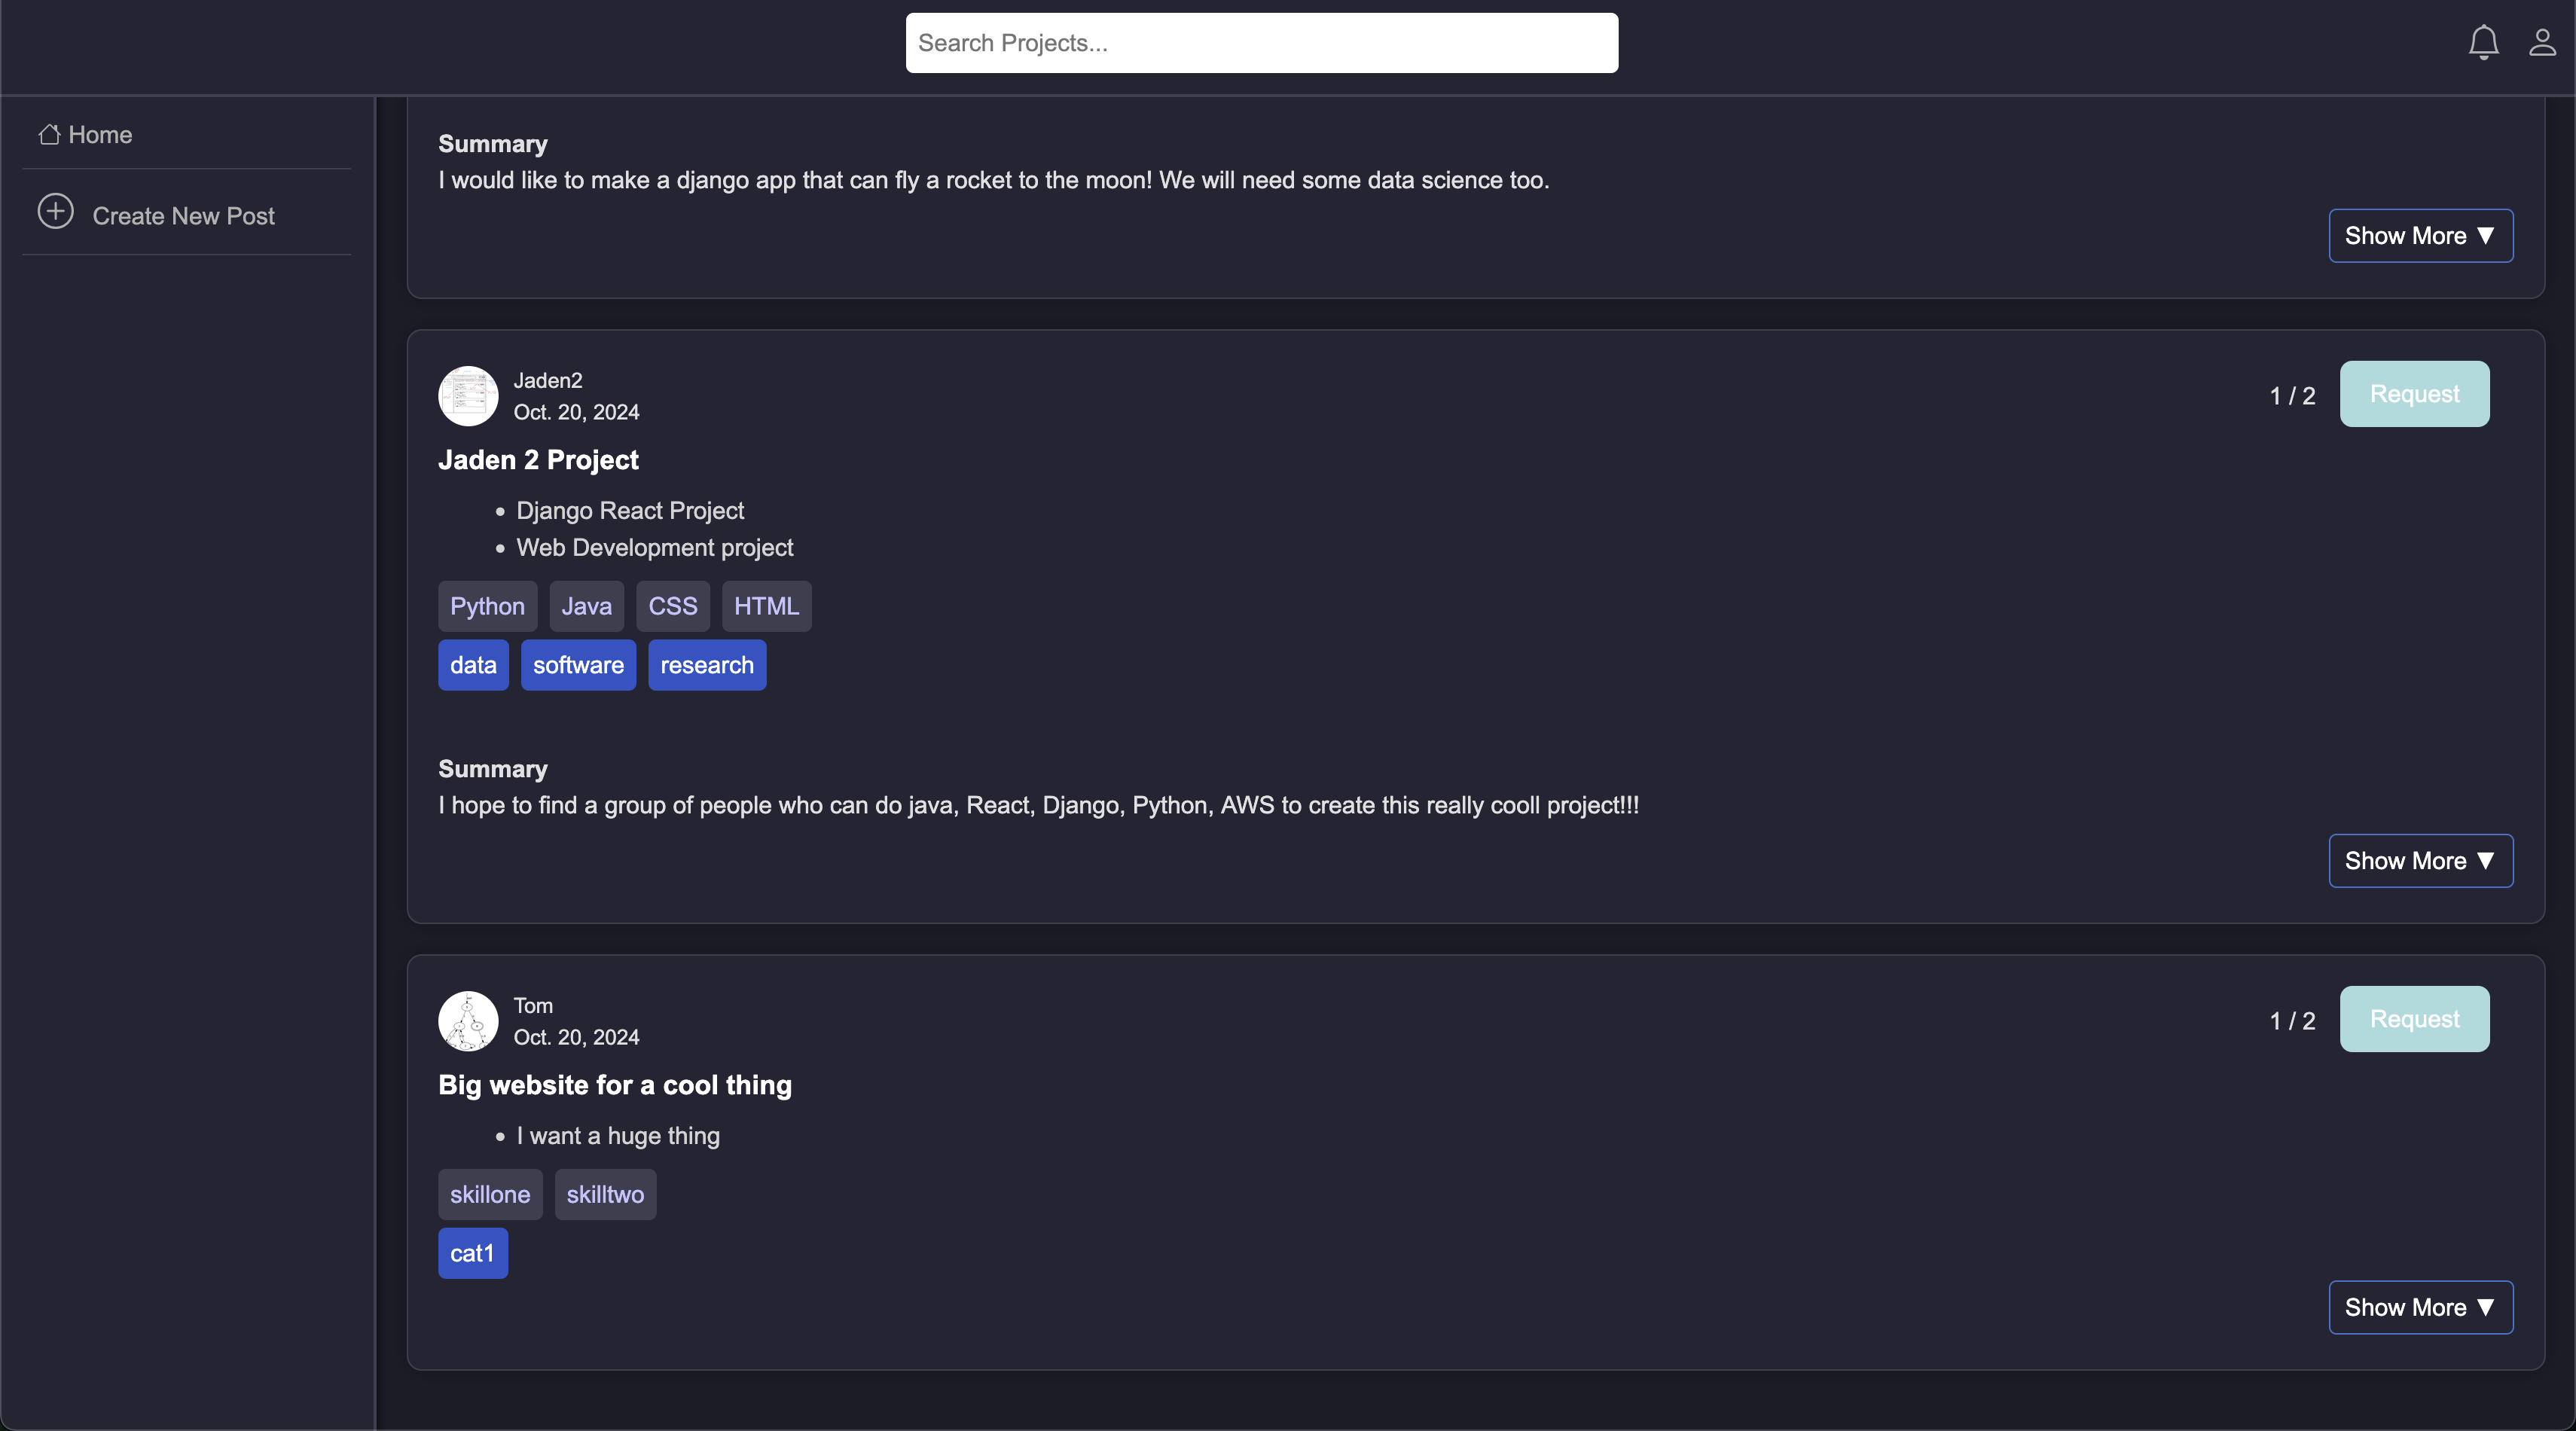 Search Projects...
Home
Create New Post
Summary
I would like to make a django app that can fly a rocket to the moon! We will need some data science too.
Show More ▼
Jaden2
Oct. 20, 2024
1 / 2
Request
Jaden 2 Project
• Django React Project
• Web Development project
Python Java CSS HTML
data software research
Summary
I hope to find a group of people who can do java, React, Django, Python, AWS to create this really cooll project!!!
Show More ▼
Tom
Oct. 20, 2024
1 / 2
Request
Big website for a cool thing
• I want a huge thing
skillone skilltwo
cat1
Show More ▼